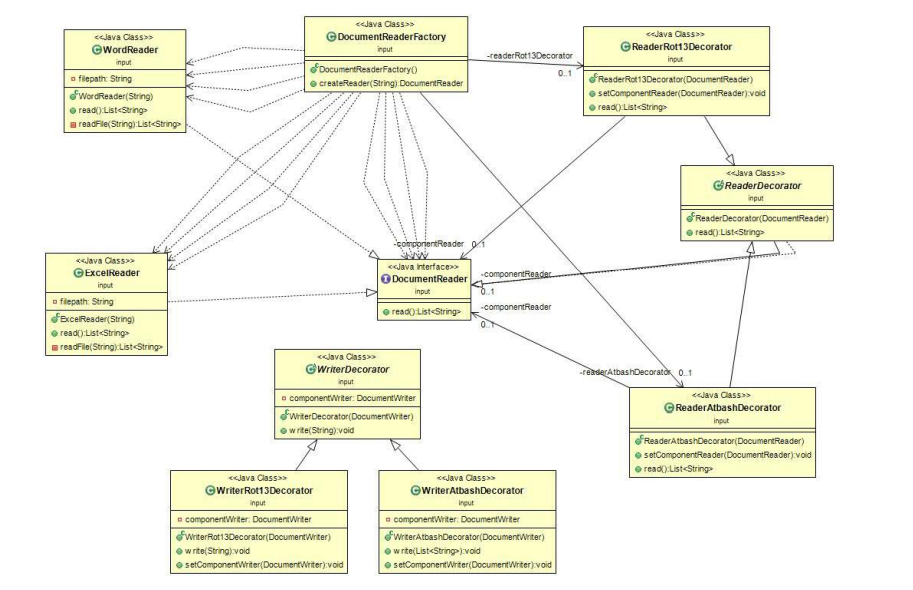 <<Java Class>>
WordReader
input
filepath: String
WordReader(String)
read():List<String>
readFile(String):List<String>
<<Java Class>>
DocumentReaderFactory
input
DocumentReaderFactory()
createReader(String):DocumentReader
-readerRot13Decorator
0..1
<<Java Class>>
ReaderRot13Decorator
input
ReaderRot13Decorator(DocumentReader)
setComponentReader(DocumentReader):void
read():List<String>
<<Java Class>>
ReaderDecorator
input
ReaderDecorator(DocumentReader)
read():List<String>
<<Java Class>>
ExcelReader
input
filepath: String
ExcelReader(String)
read():List<String>
readFile(String):List<String>
-componentReader 0..1
<<Java Interface>>
DocumentReader
input
read():List<String>
-componentReader
0..1
-componentReader
0..1
<<Java Class>>
WriterDecorator
input
componentWriter: DocumentWriter
WriterDecorator(DocumentWriter)
write(String):void
-readerAtbashDecorator 0..1
<<Java Class>>
ReaderAtbashDecorator
input
ReaderAtbashDecorator(DocumentReader)
setComponentReader(DocumentReader):void
read():List<String>
<<Java Class>>
WriterRot13Decorator
input
componentWriter: DocumentWriter
WriterRot13Decorator(DocumentWriter)
write(String):void
setComponentWriter(DocumentWriter):void
<<Java Class>>
WriterAtbashDecorator
input
componentWriter: DocumentWriter
WriterAtbashDecorator(DocumentWriter)
write(List<String>):void
setComponentWriter(DocumentWriter):void